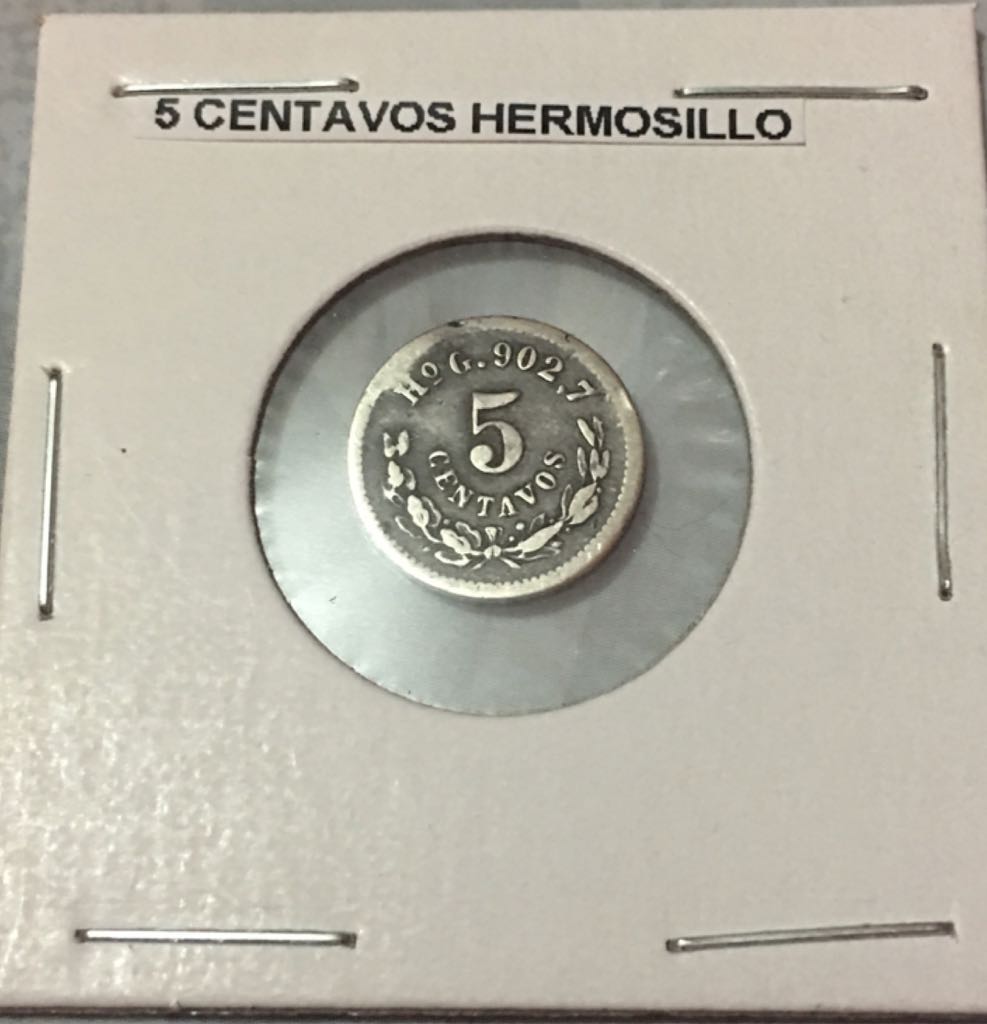 5 CENTAVOS HERMOSILLO
Hº G. 902,7
5
CENTAVOS